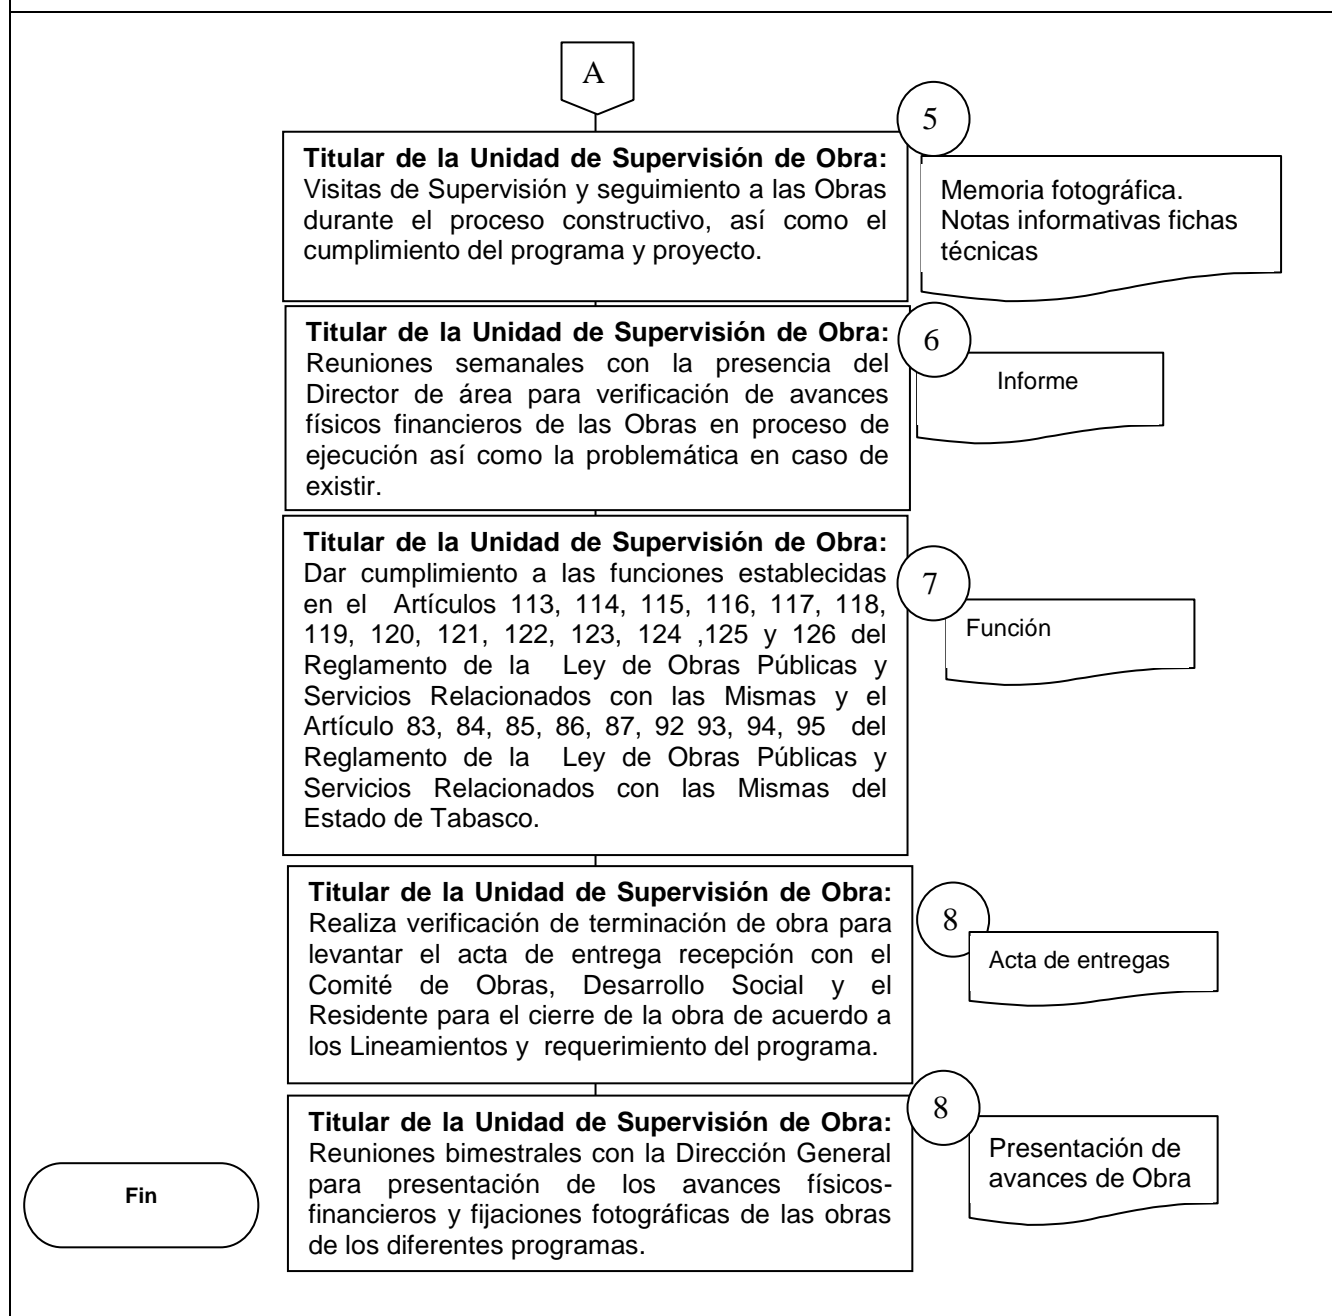 A
5
Titular de la Unidad de Supervisión de Obra:
Visitas de Supervisión y seguimiento a las Obras
durante el proceso constructivo, así como el
cumplimiento del programa y proyecto.
Memoria fotográfica.
Notas informativas fichas
técnicas
6
Titular de la Unidad de Supervisión de Obra:
Reuniones semanales con la presencia del
Director de área para verificación de avances
físicos financieros de las Obras en proceso de
ejecución así como la problemática en caso de
existir.
Informe
7
Titular de la Unidad de Supervisión de Obra:
Dar cumplimiento a las funciones establecidas
en el  Artículos 113, 114, 115, 116, 117, 118,
119, 120, 121, 122, 123, 124 ,125 y 126 del
Reglamento de la  Ley de Obras Públicas y
Servicios Relacionados con las Mismas y el
Artículo 83, 84, 85, 86, 87, 92 93, 94, 95  del
Reglamento de la  Ley de Obras Públicas y
Servicios Relacionados con las Mismas del
Estado de Tabasco.
Función
8
Titular de la Unidad de Supervisión de Obra:
Realiza verificación de terminación de obra para
levantar el acta de entrega recepción con el
Comité de Obras, Desarrollo Social y el
Residente para el cierre de la obra de acuerdo a
los Lineamientos y  requerimiento del programa.
Acta de entregas
8
Titular de la Unidad de Supervisión de Obra:
Reuniones bimestrales con la Dirección General
para presentación de los avances físicos-
financieros y fijaciones fotográficas de las obras
de los diferentes programas.
Presentación de
avances de Obra
Fin